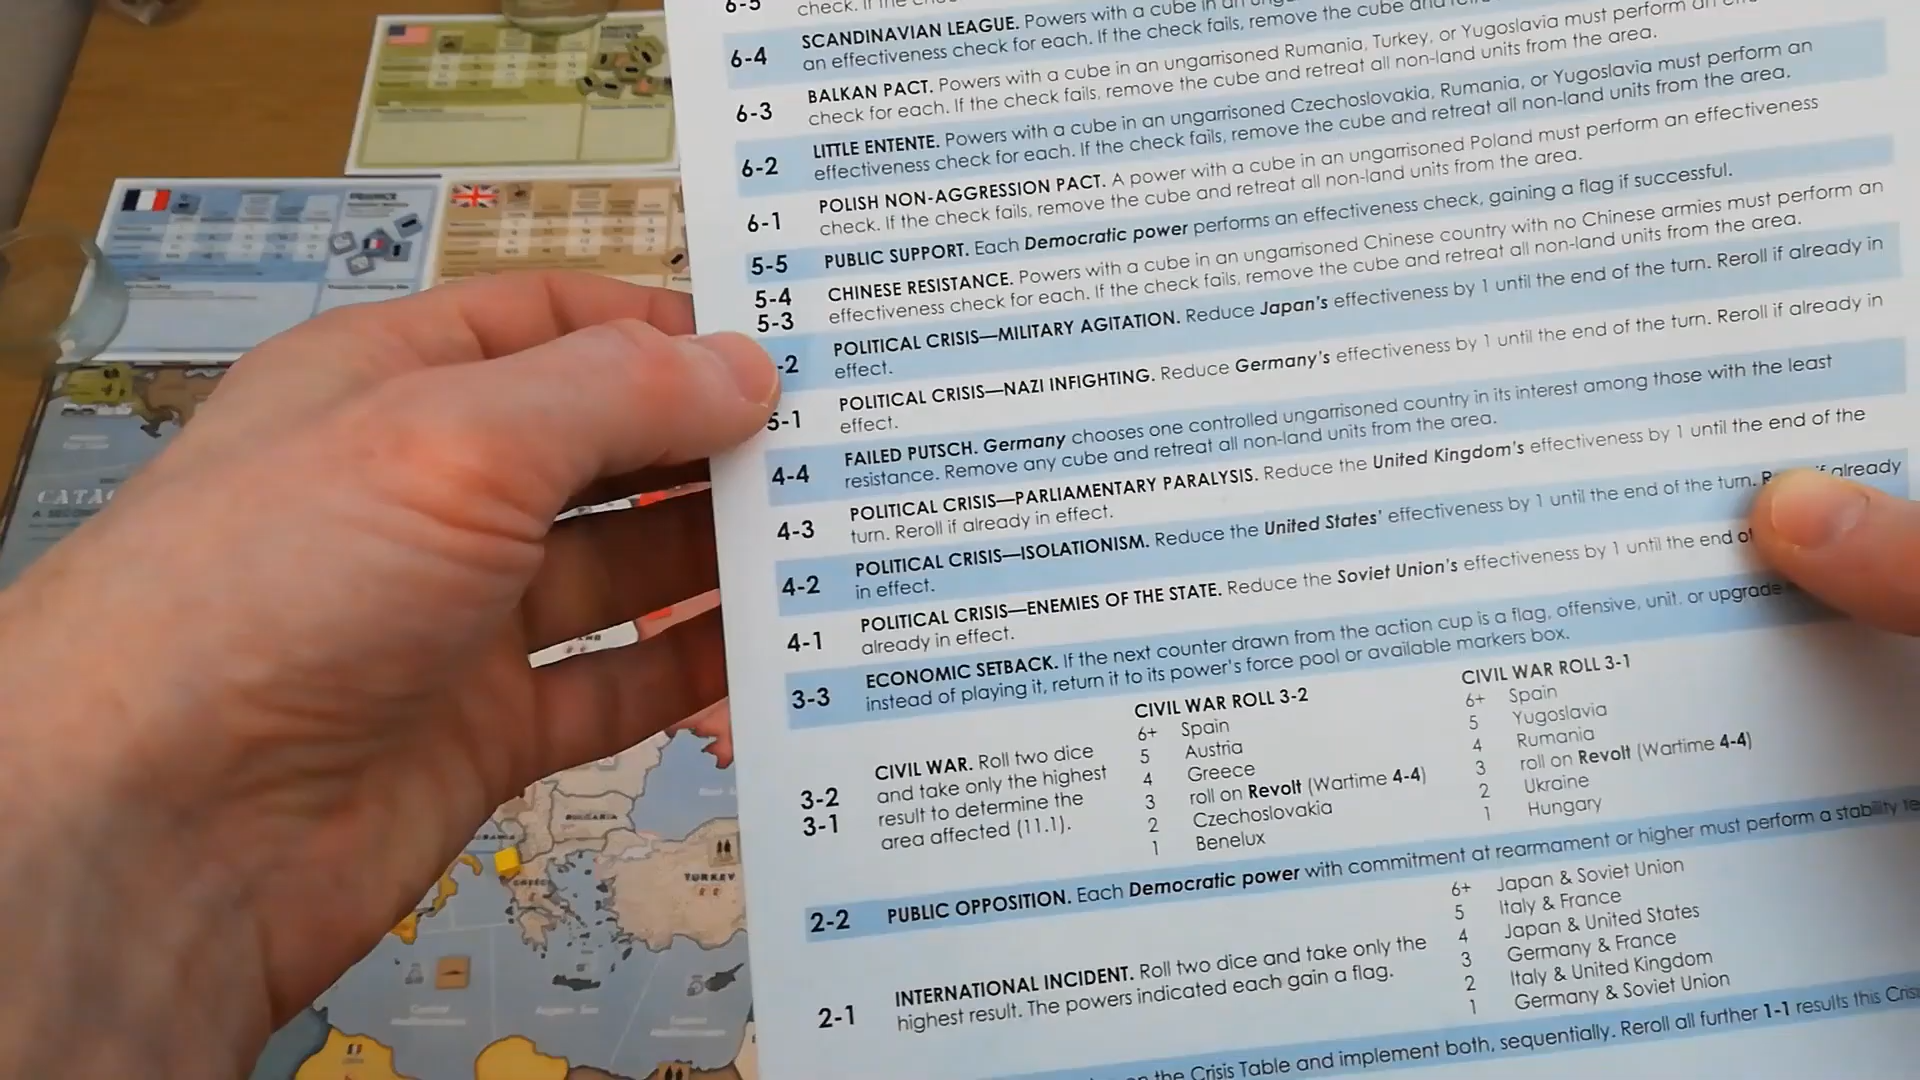 6-5
check. If the
6-4
SCANDINAVIAN LEAGUE. Powers with a cube in an
an effectiveness check for each. If the check fails, remove the cube and
6-3
BALKAN PACT. Powers with a cube in an ungarrisoned Rumania, Turkey, or Yugoslavia must perform an
check for each. If the check fails, remove the cube and retreat all non-land units from the area.
6-2
LITTLE ENTENTE. Powers with a cube in an ungarrisoned Czechoslovakia, Rumania, or Yugoslavia must perform an
effectiveness check for each. If the check fails, remove the cube and retreat all non-land units from the area.
6-1
POLISH NON-AGGRESSION PACT. A power with a cube in an ungarrisoned Poland must perform an effectiveness
check. If the check fails, remove the cube and retreat all non-land units from the area.
5-5
PUBLIC SUPPORT. Each Democratic power performs an effectiveness check, gaining a flag if successful.
5-4
5-3
CHINESE RESISTANCE. Powers with a cube in an ungarrisoned Chinese country with no Chinese armies must perform an
effectiveness check for each. If the check fails, remove the cube and retreat all non-land units from the area.
-2
POLITICAL CRISIS—MILITARY AGITATION. Reduce Japan's effectiveness by 1 until the end of the turn. Reroll if already in
effect.
5-1
POLITICAL CRISIS—NAZI INFIGHTING. Reduce Germany's effectiveness by 1 until the end of the turn. Reroll if already in
effect.
4-4
FAILED PUTSCH. Germany chooses one controlled ungarrisoned country in its interest among those with the least
resistance. Remove any cube and retreat all non-land units from the area.
4-3
POLITICAL CRISIS—PARLIAMENTARY PARALYSIS. Reduce the United Kingdom's effectiveness by 1 until the end of the
turn. Reroll if already in effect.
4-2
POLITICAL CRISIS—ISOLATIONISM. Reduce the United States' effectiveness by 1 until the end of the turn. R if already
in effect.
4-1
POLITICAL CRISIS—ENEMIES OF THE STATE. Reduce the Soviet Union's effectiveness by 1 until the end of
already in effect.
3-3
ECONOMIC SETBACK. If the next counter drawn from the action cup is a flag, offensive, unit, or upgrade
instead of playing it, return it to its power's force pool or available markers box.
3-2
3-1
CIVIL WAR. Roll two dice
and take only the highest
result to determine the
area affected (11.1).
CIVIL WAR ROLL 3-2
6+ Spain
5 Austria
4 Greece
3 roll on Revolt (Wartime 4-4)
2 Czechoslovakia
1 Benelux
CIVIL WAR ROLL 3-1
6+ Spain
5 Yugoslavia
4 Rumania
3 roll on Revolt (Wartime 4-4)
2 Ukraine
1 Hungary
2-2
PUBLIC OPPOSITION. Each Democratic power with commitment at rearmament or higher must perform a stability te
2-1
INTERNATIONAL INCIDENT. Roll two dice and take only the
highest result. The powers indicated each gain a flag.
6+ Japan & Soviet Union
5 Italy & France
4 Japan & United States
3 Germany & France
2 Italy & United Kingdom
1 Germany & Soviet Union
on the Crisis Table and implement both, sequentially. Reroll all further 1-1 results this Crisi
FRANCE
CATA
BULGARIA
GREECE
TURKEY
Aegean Sea
Central
Mediterranean
Eastern
Mediterranean